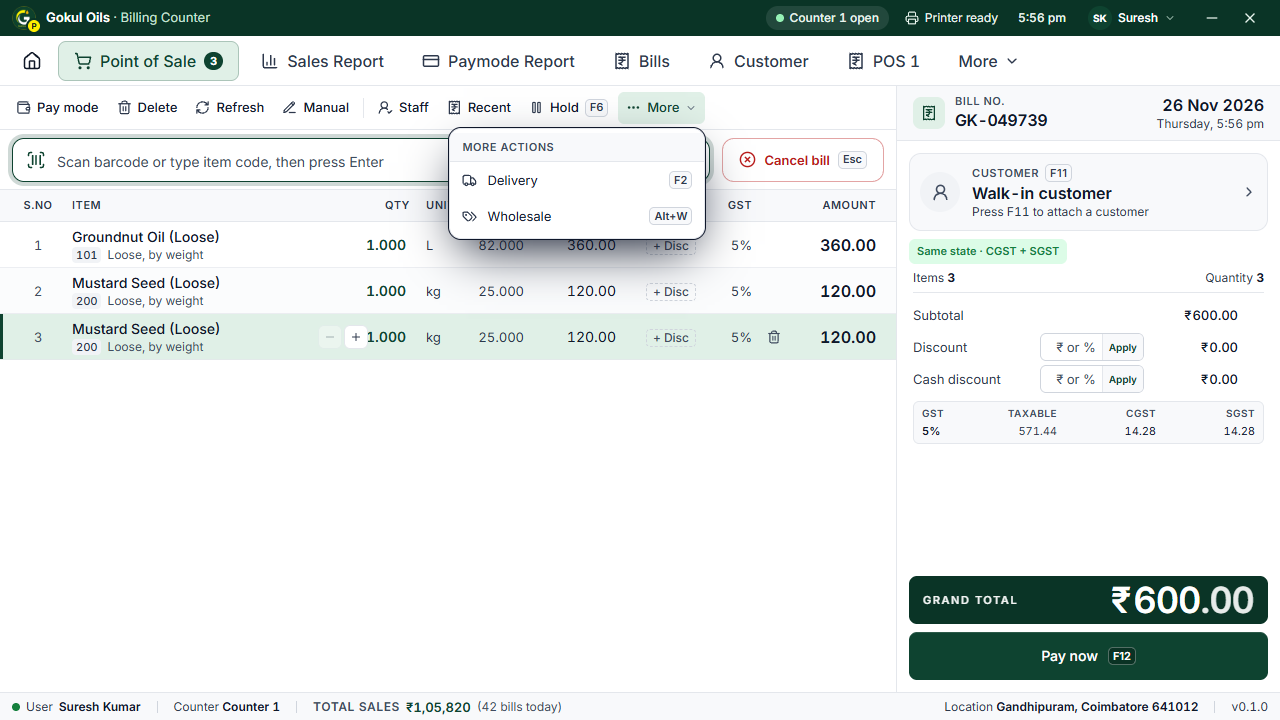 Gokul Oils · Billing Counter
Counter 1 open
Printer ready
5:56 pm
SK Suresh
Point of Sale 3
Sales Report
Paymode Report
Bills
Customer
POS 1
More
Pay mode
Delete
Refresh
Manual
Staff
Recent
Hold F6
More
BILL NO.
GK-049739
26 Nov 2026
Thursday, 5:56 pm
Scan barcode or type item code, then press Enter
MORE ACTIONS
Delivery F2
Wholesale Alt+W
Cancel bill Esc
S.NO ITEM QTY UNI GST AMOUNT
1 Groundnut Oil (Loose) 1.000 L 82.000 360.00 + Disc 5% 360.00
101 Loose, by weight
2 Mustard Seed (Loose) 1.000 kg 25.000 120.00 + Disc 5% 120.00
200 Loose, by weight
3 Mustard Seed (Loose) − + 1.000 kg 25.000 120.00 + Disc 5% 120.00
200 Loose, by weight
CUSTOMER F11
Walk-in customer
Press F11 to attach a customer
Same state · CGST + SGST
Items 3 Quantity 3
Subtotal ₹600.00
Discount ₹ or % Apply ₹0.00
Cash discount ₹ or % Apply ₹0.00
GST TAXABLE CGST SGST
5% 571.44 14.28 14.28
GRAND TOTAL ₹600.00
Pay now F12
User Suresh Kumar
Counter Counter 1
TOTAL SALES ₹1,05,820 (42 bills today)
Location Gandhipuram, Coimbatore 641012
v0.1.0